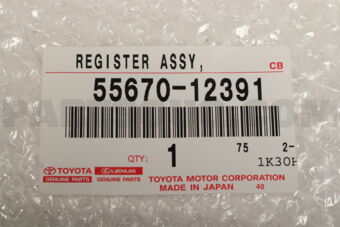 REGISTER ASSY,
CB
55670-12391
QTY: 1
75 2-
1K30H
TOYOTA LEXUS
GENUINE PARTS GENUINE PARTS
TOYOTA MOTOR CORPORATION
MADE IN JAPAN 40